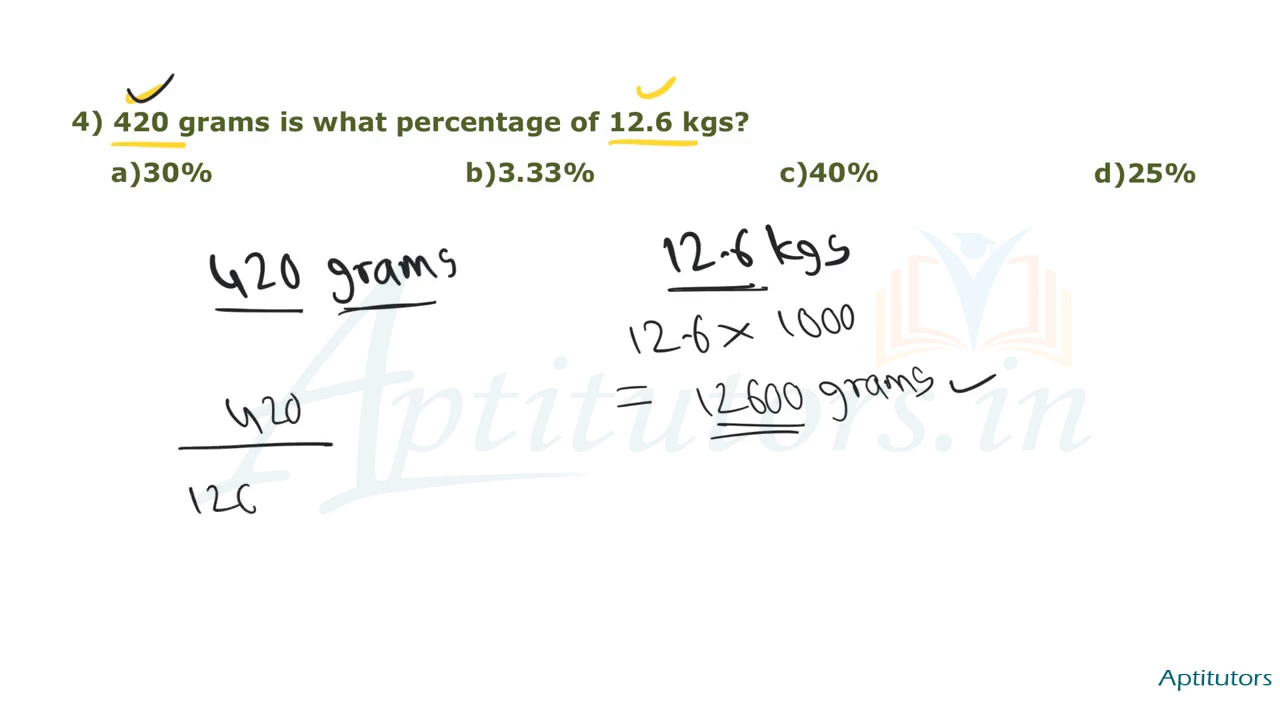 4) 420 grams is what percentage of 12.6 kgs?
a)30% b)3.33% c)40% d)25%
420 grams
12.6 kgs
12.6 × 1000
= 12600 grams
420
126
Aptitutors.in
Aptitutors